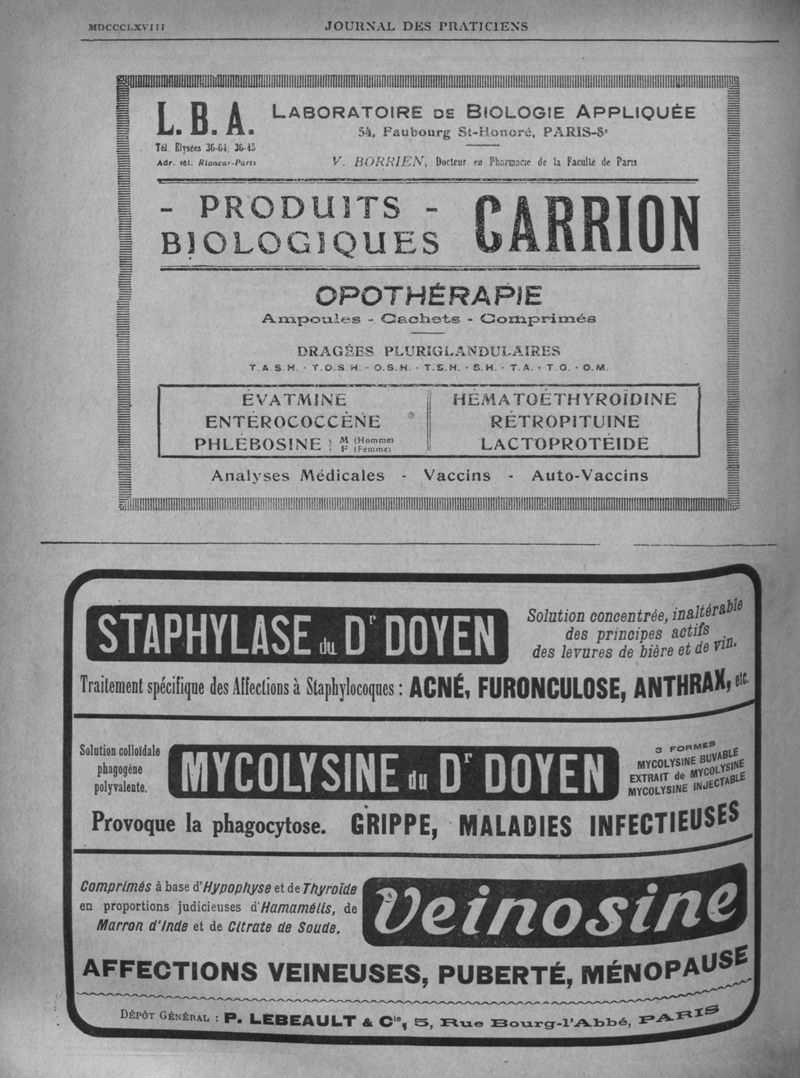 MDCCCLXVIII JOURNAL DES PRATICIENS
L. B. A.
LABORATOIRE DE BIOLOGIE APPLIQUÉE
54, Faubourg St-Honoré, PARIS-8e
Tél. Elysées 36-64, 36-45
Adr. tél. Rioncar-Paris
V. BORRIEN, Docteur en Pharmacie de la Faculté de Paris
- PRODUITS -
BIOLOGIQUES
CARRION
OPOTHÉRAPIE
Ampoules - Cachets - Comprimés
DRAGÉES PLURIGLANDULAIRES
T.A.S.H. - T.O.S.H. - O.S.H. - T.S.H. - S.H. - T.A. - T.O. - O.M.
ÉVATMINE
ENTÉROCOCCÈNE
PHLÉBOSINE } M (Homme)
F (Femme)
HÉMATOÉTHYROÏDINE
RÉTROPITUINE
LACTOPROTÉIDE
Analyses Médicales - Vaccins - Auto-Vaccins
STAPHYLASE du Dr DOYEN
Solution concentrée, inaltérable
des principes actifs
des levures de bière et de vin.
Traitement spécifique des Affections à Staphylocoques : ACNÉ, FURONCULOSE, ANTHRAX, etc.
Solution colloïdale
phagogène
polyvalente.
MYCOLYSINE du Dr DOYEN
3 FORMES
MYCOLYSINE BUVABLE
EXTRAIT de MYCOLYSINE
MYCOLYSINE INJECTABLE
Provoque la phagocytose. GRIPPE, MALADIES INFECTIEUSES
Comprimés à base d'Hypophyse et de Thyroïde
en proportions judicieuses d'Hamamélis, de
Marron d'Inde et de Citrate de Soude.
Veinosine
AFFECTIONS VEINEUSES, PUBERTÉ, MÉNOPAUSE
DÉPÔT GÉNÉRAL : P. LEBEAULT & Cie, 5, Rue Bourg-l'Abbé, PARIS